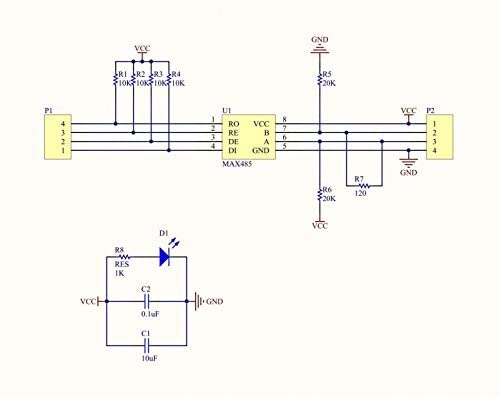 GND
VCC
R1 R2 R3 R4
10K 10K 10K 10K
R5
20K
P1
U1
VCC
P2
4 1 RO VCC 8 1
3 2 RE B 7 2
2 3 DE A 6 3
1 4 DI GND 5 4
MAX485
GND
R7
120
R6
20K
VCC
D1
R8
RES
1K
C2
VCC GND
0.1uF
C1
10uF